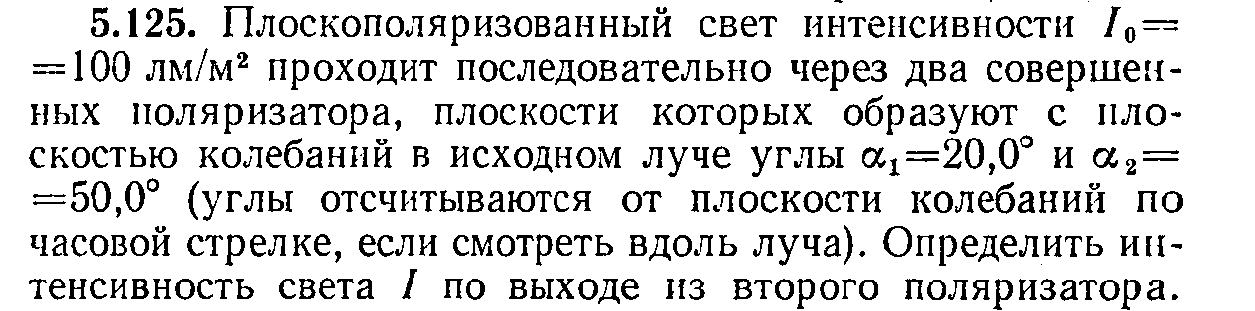 5.125. Плоскополяризованный свет интенсивности I₀=
=100 лм/м² проходит последовательно через два совершен-
ных поляризатора, плоскости которых образуют с пло-
скостью колебаний в исходном луче углы α₁=20,0° и α₂=
=50,0° (углы отсчитываются от плоскости колебаний по
часовой стрелке, если смотреть вдоль луча). Определить ин-
тенсивность света I по выходе из второго поляризатора.